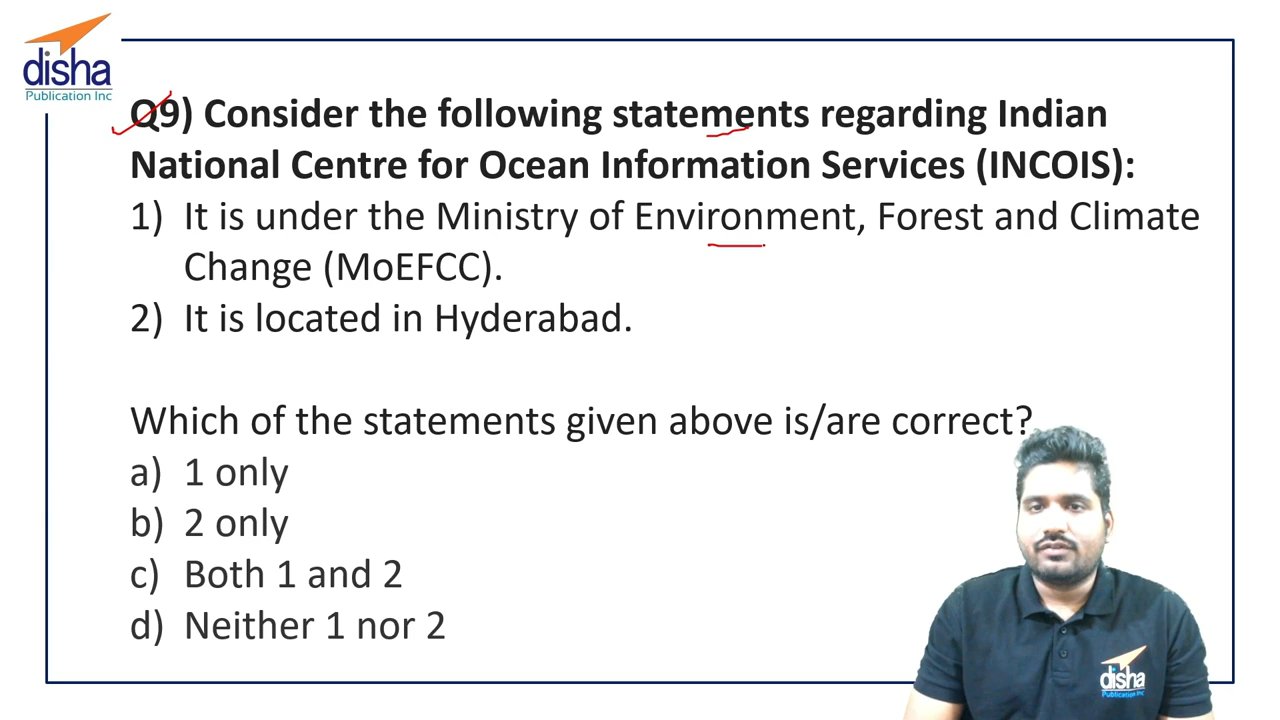 disha
Publication Inc
Q9) Consider the following statements regarding Indian
National Centre for Ocean Information Services (INCOIS):
1) It is under the Ministry of Environment, Forest and Climate
Change (MoEFCC).
2) It is located in Hyderabad.
Which of the statements given above is/are correct?
a) 1 only
b) 2 only
c) Both 1 and 2
d) Neither 1 nor 2
disha
Publication Inc